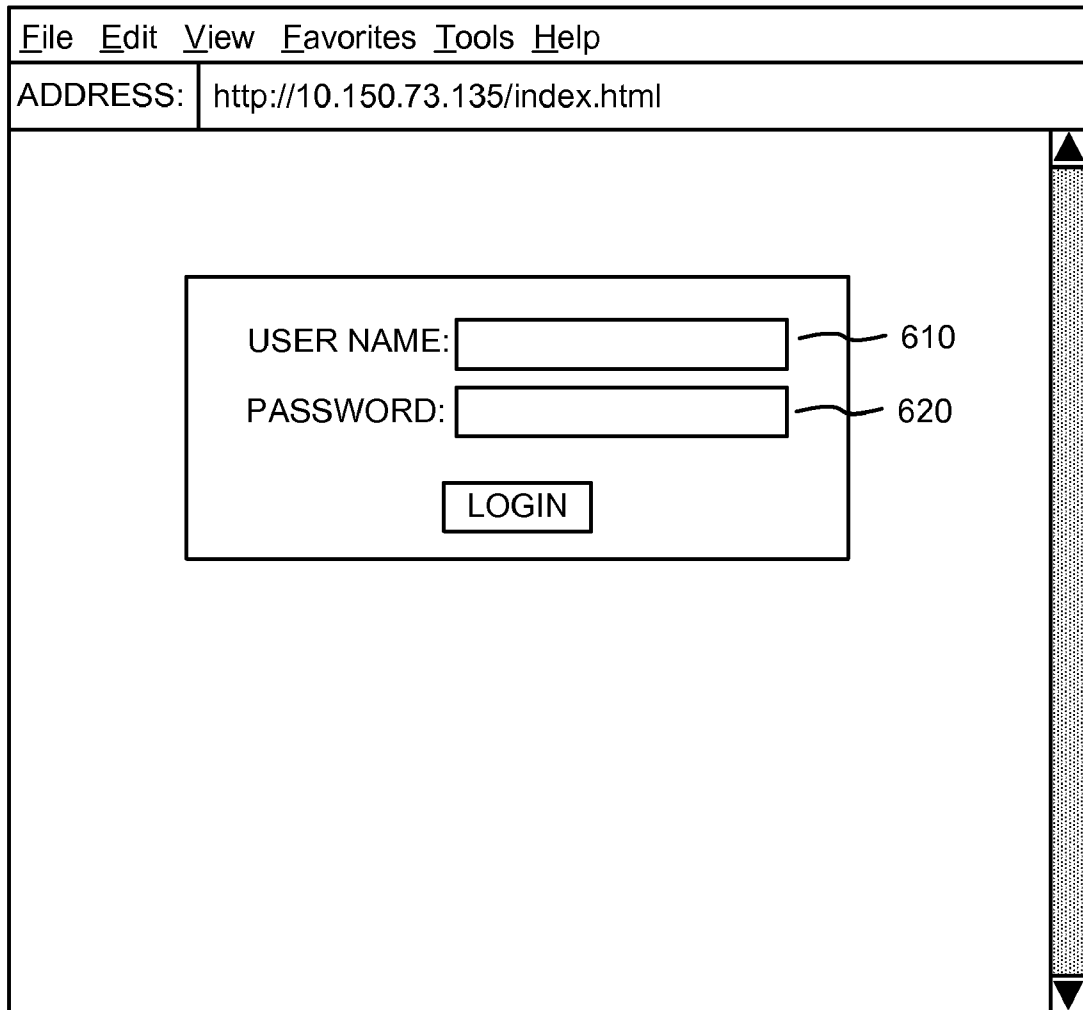 File Edit View Favorites Tools Help
ADDRESS: http://10.150.73.135/index.html
USER NAME: 610
PASSWORD: 620
LOGIN